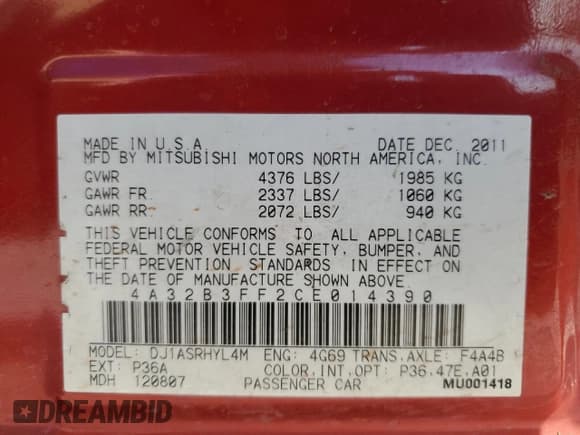 MADE IN U.S.A. DATE DEC. 2011
MFD BY MITSUBISHI MOTORS NORTH AMERICA, INC.
GVWR 4376 LBS/ 1985 KG
GAWR FR: 2337 LBS/ 1060 KG
GAWR RR: 2072 LBS/ 940 KG
THIS VEHICLE CONFORMS TO ALL APPLICABLE
FEDERAL MOTOR VEHICLE SAFETY, BUMPER, AND
THEFT PREVENTION STANDARDS IN EFFECT ON
THE DATE OF MANUFACTURE SHOWN ABOVE.
4A32B3FF2CE014390
MODEL: DJ1ASRHYL4M ENG: 4G69 TRANS,AXLE: F4A4B
EXT: P36A COLOR,INT,OPT: P36,47E,A01
MDH 120807 PASSENGER CAR MU001418
DREAMBID